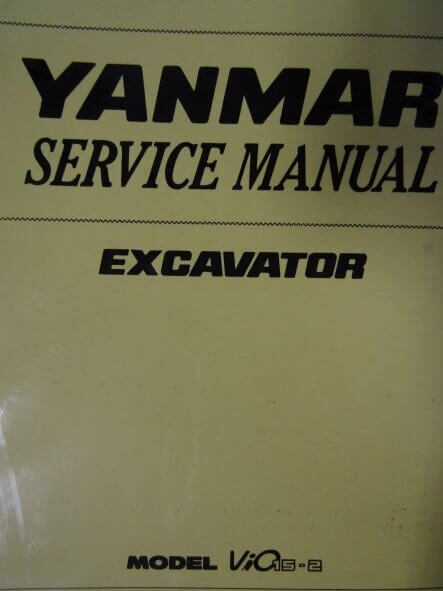 YANMAR
SERVICE MANUAL
EXCAVATOR
MODEL ViO15-2